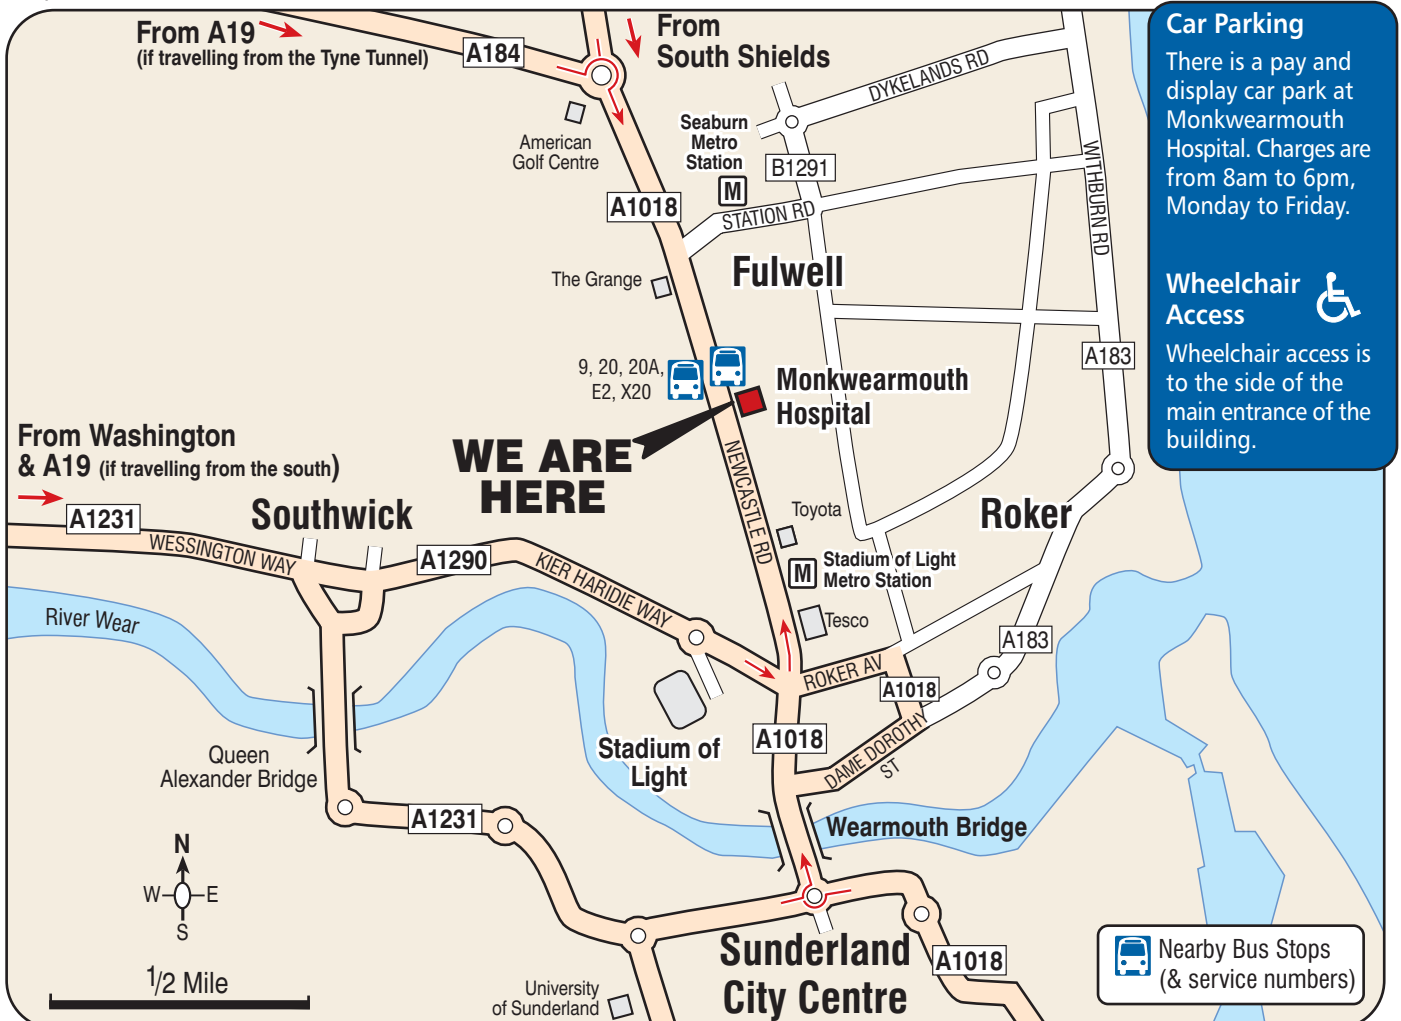 From A19
(if travelling from the Tyne Tunnel)
A184
From
South Shields
American
Golf Centre
Seaburn
Metro
Station
M
DYKELANDS RD
B1291
A1018
STATION RD
WITHBURN RD
The Grange
Fulwell
A183
9, 20, 20A,
E2, X20
Monkwearmouth
Hospital
WE ARE
HERE
NEWCASTLE RD
From Washington
& A19 (if travelling from the south)
A1231
WESSINGTON WAY
Southwick
A1290
KIER HARIDIE WAY
Toyota
M
Stadium of Light
Metro Station
Tesco
Roker
River Wear
A183
ROKER AV
A1018
A1018
DAME DOROTHY
ST
Stadium of
Light
Queen
Alexander Bridge
A1231
Wearmouth Bridge
N
W
E
S
1/2 Mile
Sunderland
City Centre
A1018
University
of Sunderland
Car Parking
There is a pay and
display car park at
Monkwearmouth
Hospital. Charges are
from 8am to 6pm,
Monday to Friday.
Wheelchair
Access
Wheelchair access is
to the side of the
main entrance of the
building.
Nearby Bus Stops
(& service numbers)